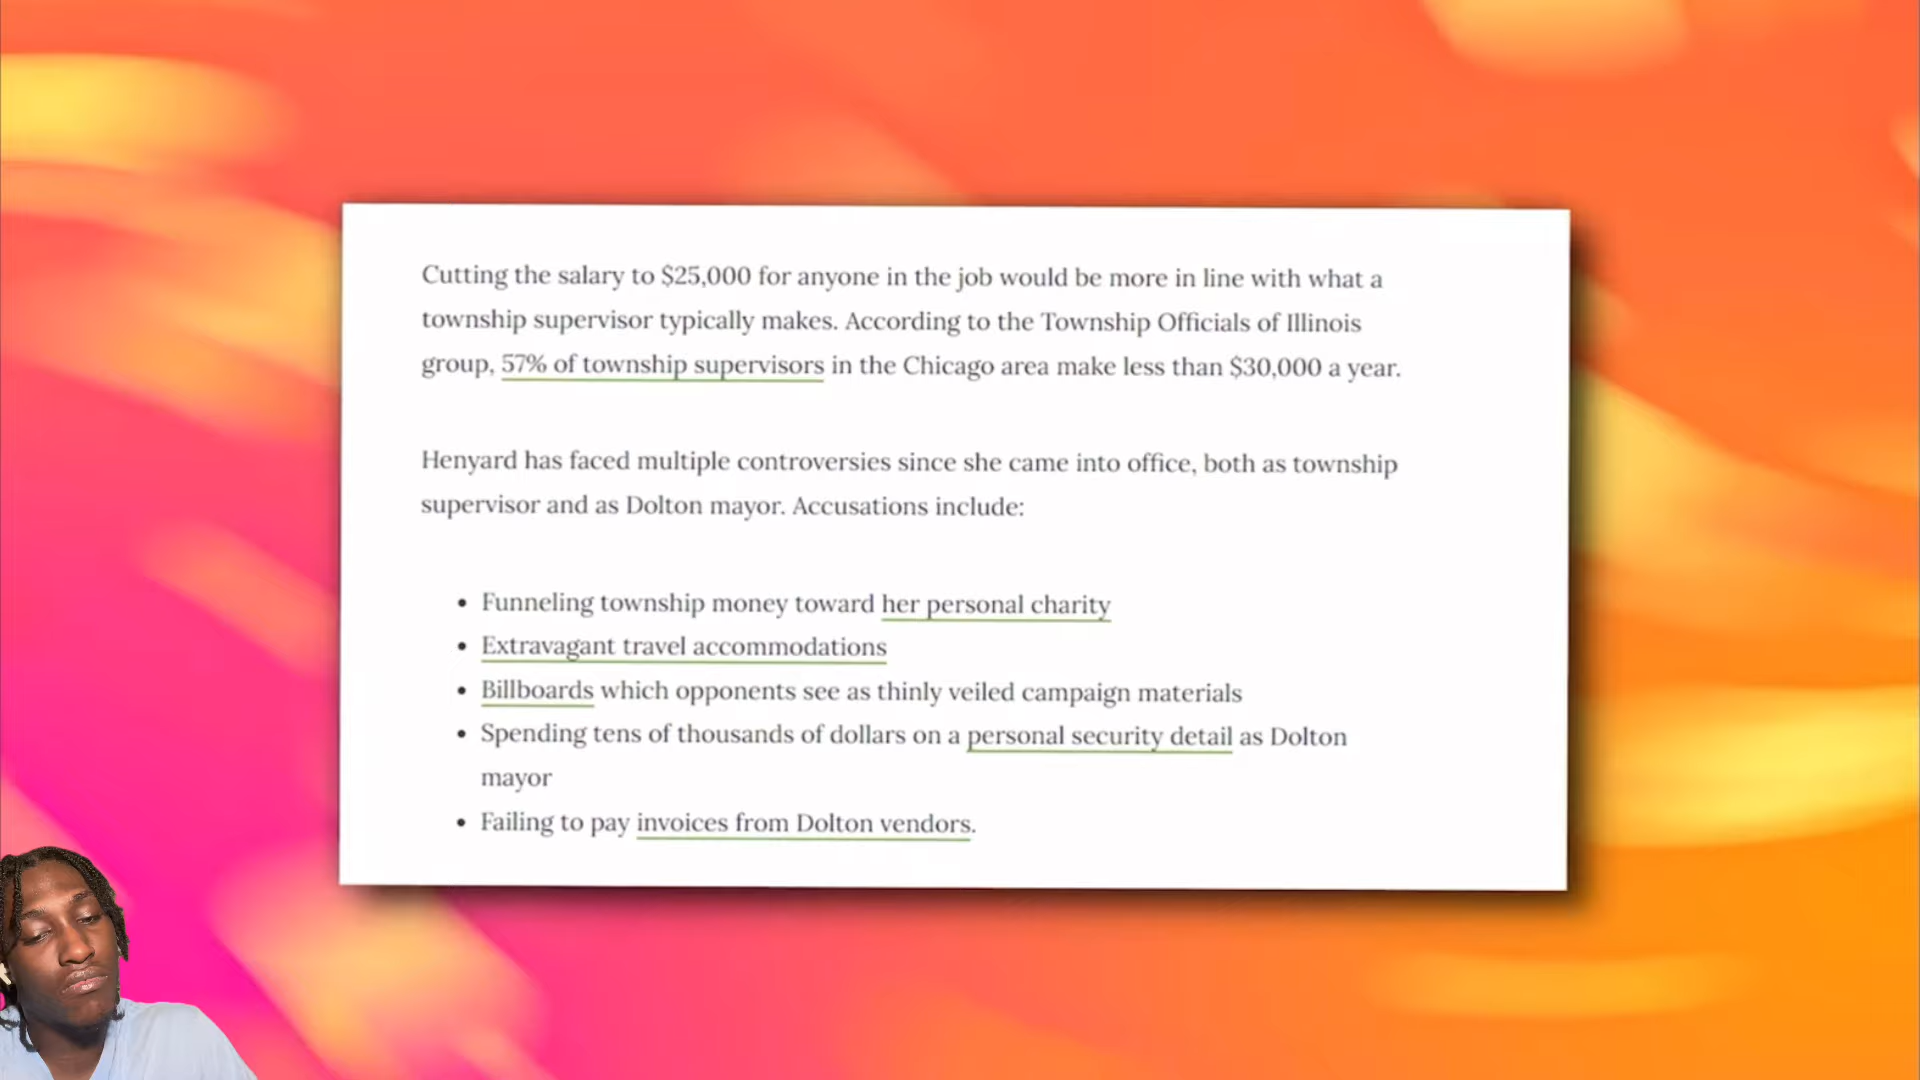 Cutting the salary to $25,000 for anyone in the job would be more in line with what a
township supervisor typically makes. According to the Township Officials of Illinois
group, 57% of township supervisors in the Chicago area make less than $30,000 a year.
Henyard has faced multiple controversies since she came into office, both as township
supervisor and as Dolton mayor. Accusations include:
• Funneling township money toward her personal charity
• Extravagant travel accommodations
• Billboards which opponents see as thinly veiled campaign materials
• Spending tens of thousands of dollars on a personal security detail as Dolton
mayor
• Failing to pay invoices from Dolton vendors.